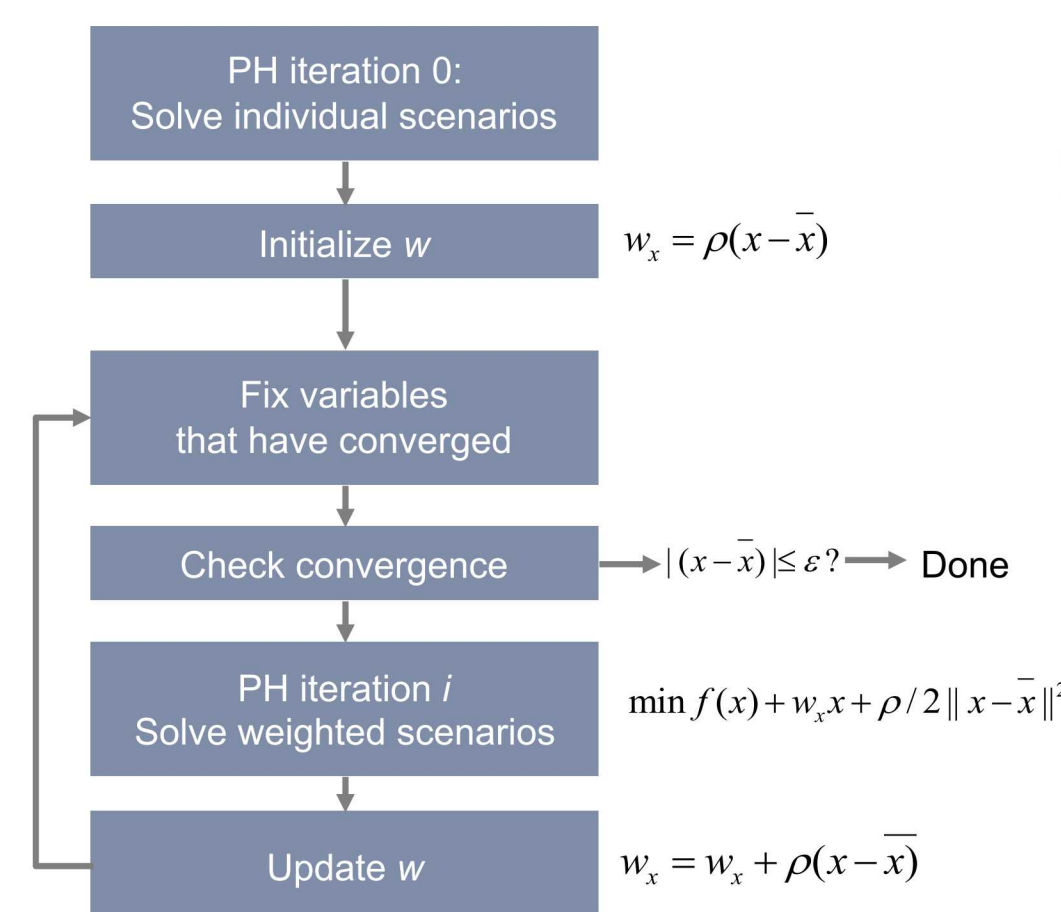 PH iteration 0:
Solve individual scenarios
Initialize w
w_x = ρ(x − x̅)
Fix variables
that have converged
Check convergence
| (x − x̅) |≤ ε ?
Done
PH iteration i
Solve weighted scenarios
min f(x) + w_x x + ρ / 2 || x − x̅ ||²
Update w
w_x = w_x + ρ(x − x̅)̅